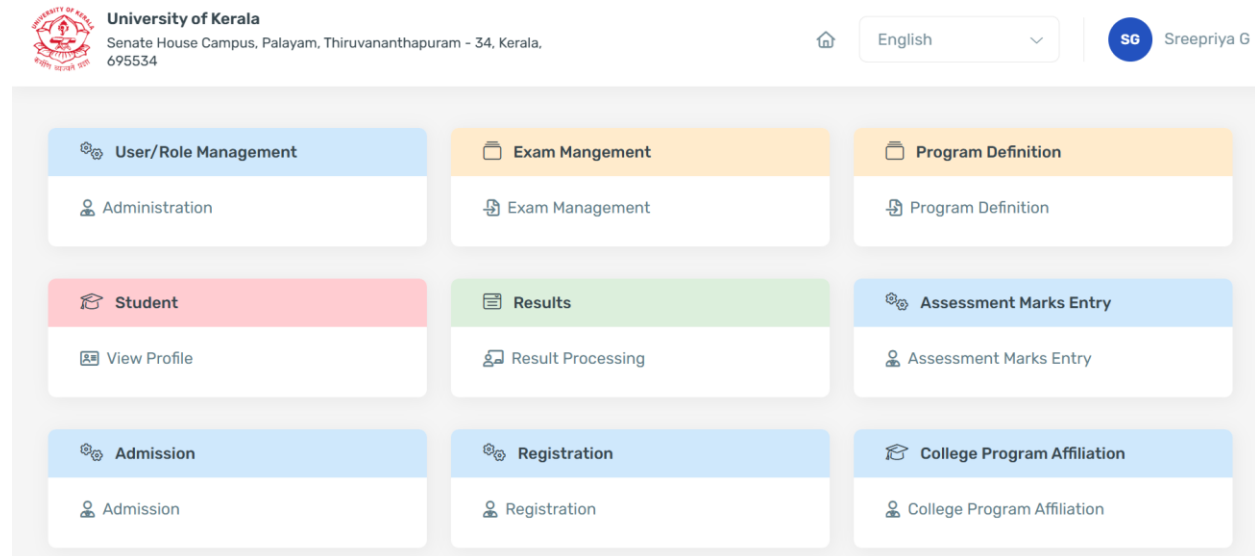 University of Kerala
Senate House Campus, Palayam, Thiruvananthapuram - 34, Kerala,
695534
English
SG
Sreepriya G
User/Role Management
Administration
Exam Mangement
Exam Management
Program Definition
Program Definition
Student
View Profile
Results
Result Processing
Assessment Marks Entry
Assessment Marks Entry
Admission
Admission
Registration
Registration
College Program Affiliation
College Program Affiliation